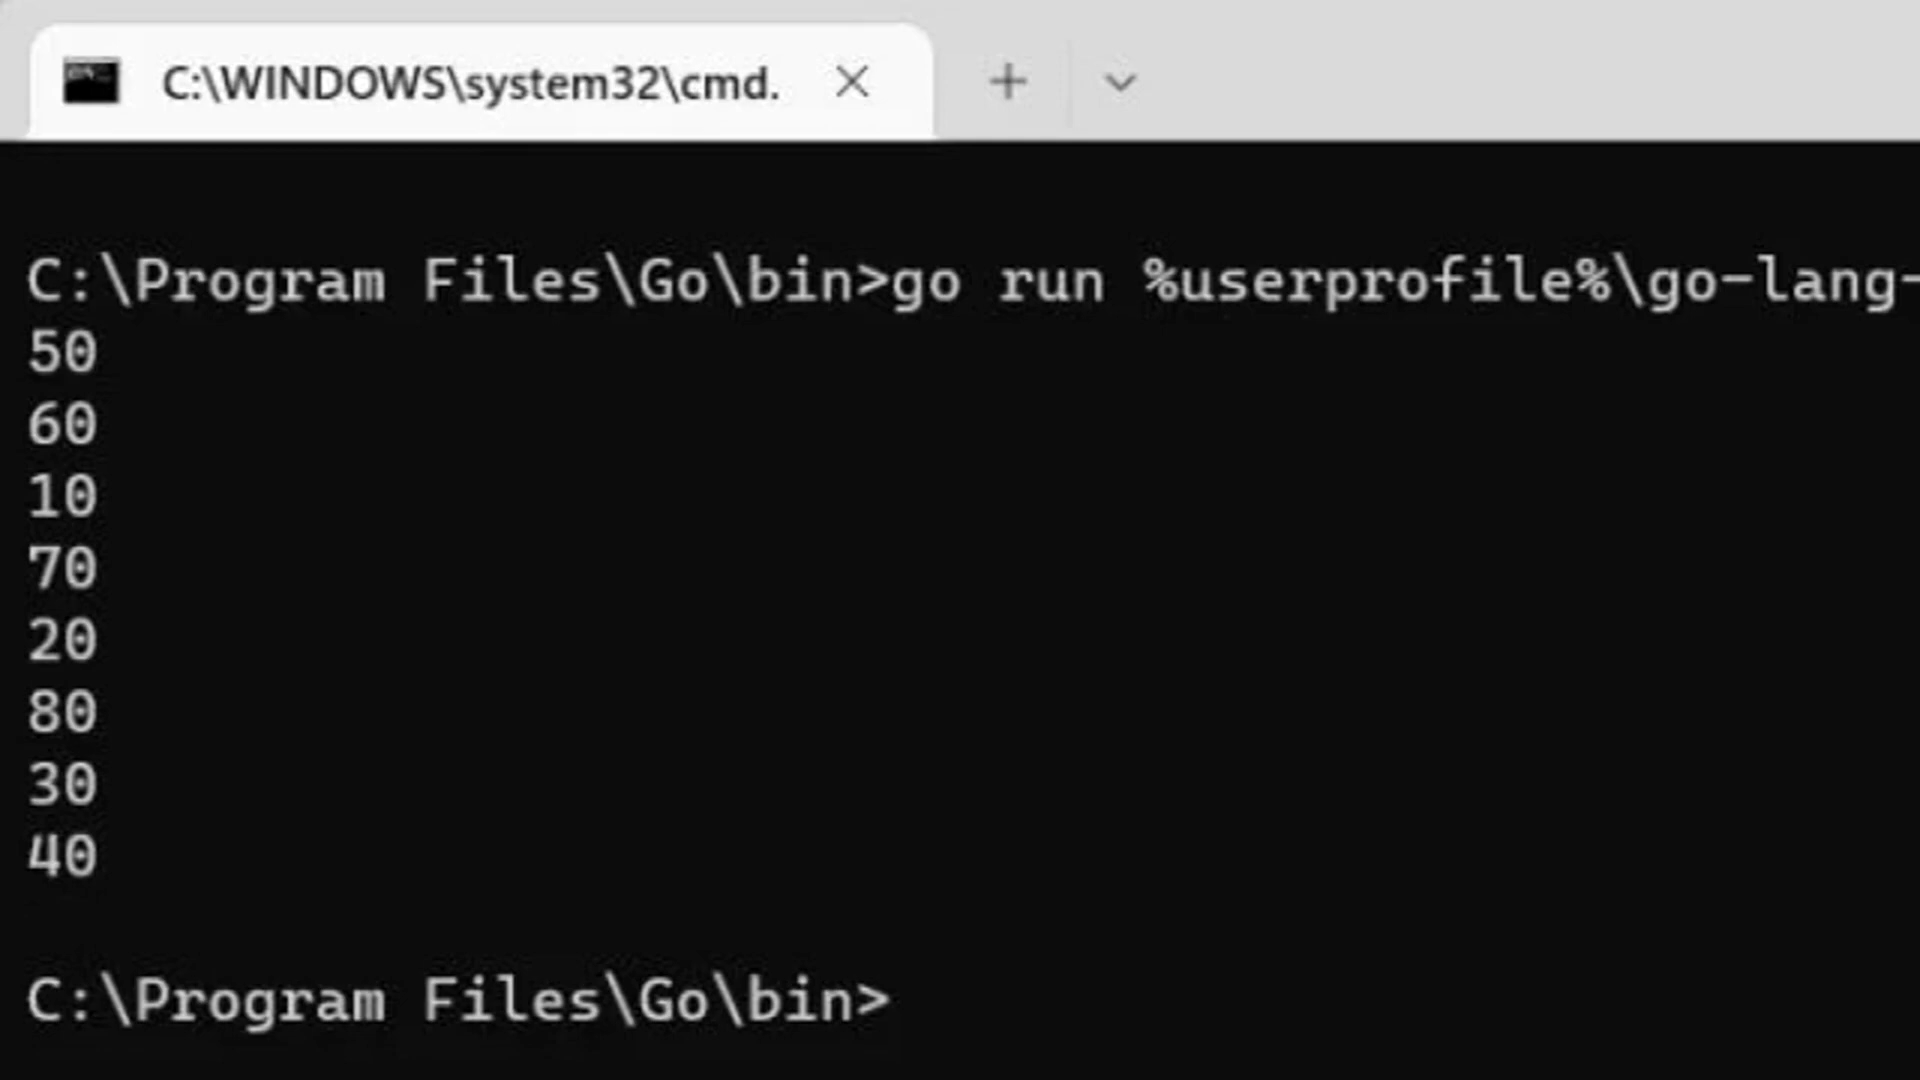 C:\WINDOWS\system32\cmd.
C:\Program Files\Go\bin>go run %userprofile%\go-lang-
50
60
10
70
20
80
30
40
C:\Program Files\Go\bin>